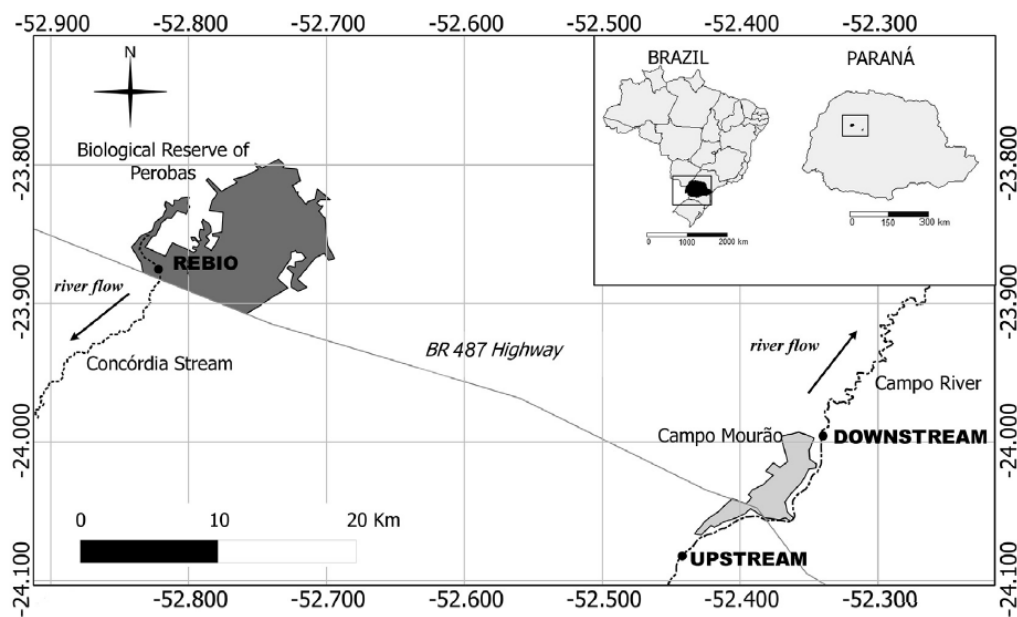 -52.900 -52.800 -52.700 -52.600 -52.500 -52.400 -52.300
N
BRAZIL
PARANÁ
0 1000 2000 km
0 150 300 km
-23.800
-23.800
Biological Reserve of
Perobas
REBIO
river flow
-23.900
-23.900
Concórdia Stream
BR 487 Highway
river flow
Campo River
-24.000
-24.000
Campo Mourão
DOWNSTREAM
0 10 20 Km
UPSTREAM
-24.100
-24.100
-52.900 -52.800 -52.700 -52.600 -52.500 -52.400 -52.300